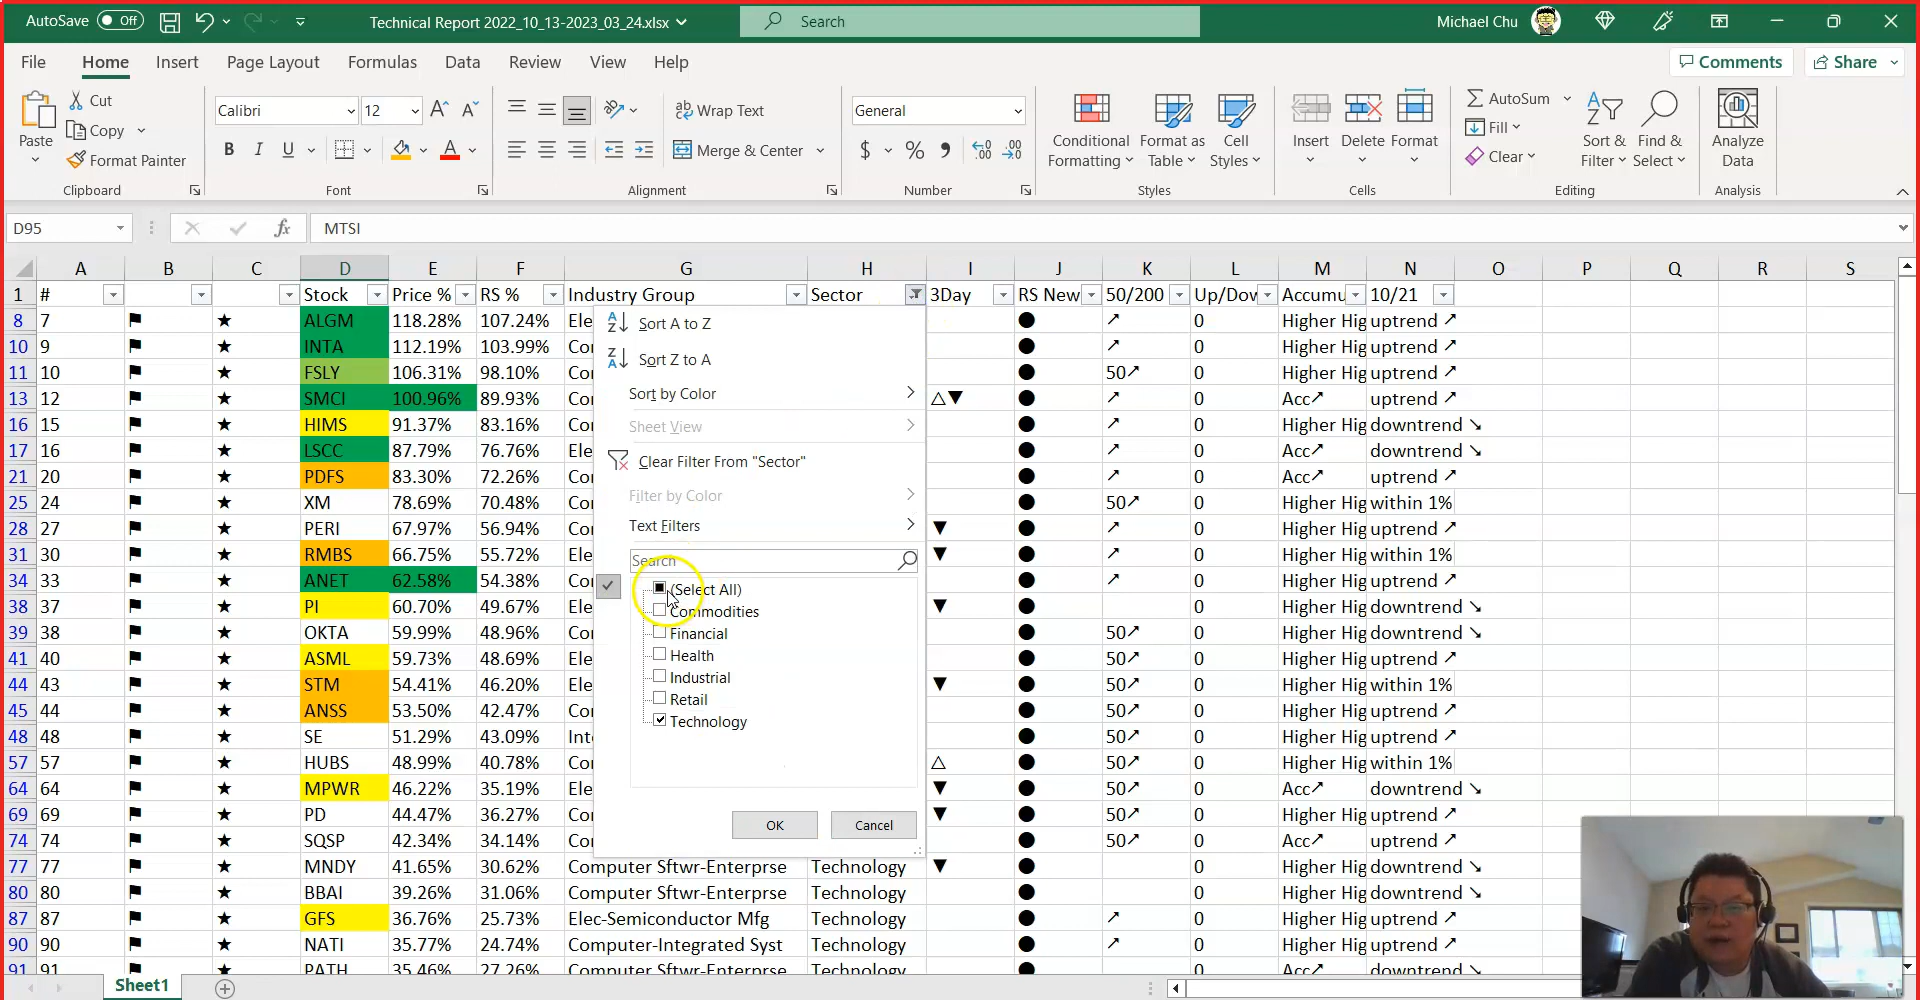 AutoSave Off Technical Report 2022_10_13-2023_03_24.xlsx Search Michael Chu
File Home Insert Page Layout Formulas Data Review View Help Comments Share
Paste Cut Copy Format Painter Clipboard
Calibri 12 B I U Font
Wrap Text Merge & Center Alignment
General $ % 9 Number
Conditional Formatting Format as Table Cell Styles Styles
Insert Delete Format Cells
AutoSum Fill Clear Sort & Filter Find & Select Editing
Analyze Data Analysis
D95 fx MTSI
A B C D E F G H I J K L M N O P Q R S
1 # Stock Price % RS % Industry Group Sector 3Day RS New 50/200 Up/Dow Accumu 10/21
8 7 ⚑ ★ ALGM 118.28% 107.24% Ele ● ↗ 0 Higher Hig uptrend ↗
10 9 ⚑ ★ INTA 112.19% 103.99% Co ● ↗ 0 Higher Hig uptrend ↗
11 10 ⚑ ★ FSLY 106.31% 98.10% Co ● 50↗ 0 Higher Hig uptrend ↗
13 12 ⚑ ★ SMCI 100.96% 89.93% Co △▼ ● ↗ 0 Acc↗ uptrend ↗
16 15 ⚑ ★ HIMS 91.37% 83.16% Co ● ↗ 0 Higher Hig downtrend ↘
17 16 ⚑ ★ LSCC 87.79% 76.76% Ele ● ↗ 0 Acc↗ downtrend ↘
21 20 ⚑ ★ PDFS 83.30% 72.26% Co ● ↗ 0 Acc↗ uptrend ↗
25 24 ⚑ ★ XM 78.69% 70.48% Co ● 50↗ 0 Higher Hig within 1%
28 27 ⚑ ★ PERI 67.97% 56.94% Co ▼ ● ↗ 0 Higher Hig uptrend ↗
31 30 ⚑ ★ RMBS 66.75% 55.72% Ele ▼ ● ↗ 0 Higher Hig within 1%
34 33 ⚑ ★ ANET 62.58% 54.38% Co ● ↗ 0 Higher Hig uptrend ↗
38 37 ⚑ ★ PI 60.70% 49.67% Ele ▼ ● 0 Higher Hig downtrend ↘
39 38 ⚑ ★ OKTA 59.99% 48.96% Co ● 50↗ 0 Higher Hig downtrend ↘
41 40 ⚑ ★ ASML 59.73% 48.69% Ele ● 50↗ 0 Higher Hig uptrend ↗
44 43 ⚑ ★ STM 54.41% 46.20% Ele ▼ ● 50↗ 0 Higher Hig within 1%
45 44 ⚑ ★ ANSS 53.50% 42.47% Co ● 50↗ 0 Higher Hig uptrend ↗
48 48 ⚑ ★ SE 51.29% 43.09% Int ● 50↗ 0 Higher Hig uptrend ↗
57 57 ⚑ ★ HUBS 48.99% 40.78% Co △ ● 50↗ 0 Higher Hig within 1%
64 64 ⚑ ★ MPWR 46.22% 35.19% Ele ▼ ● 50↗ 0 Acc↗ downtrend ↘
69 69 ⚑ ★ PD 44.47% 36.27% Co ▼ ● 50↗ 0 Higher Hig uptrend ↗
74 74 ⚑ ★ SQSP 42.34% 34.14% Co ● 50↗ 0 Acc↗ uptrend ↗
77 77 ⚑ ★ MNDY 41.65% 30.62% Computer Sftwr-Enterprse Technology ▼ ● 0 Higher Hig downtrend ↘
80 80 ⚑ ★ BBAI 39.26% 31.06% Computer Sftwr-Enterprse Technology ● 0 Higher Hig downtrend ↘
87 87 ⚑ ★ GFS 36.76% 25.73% Elec-Semiconductor Mfg Technology ● ↗ 0 Higher Hig uptrend ↗
90 90 ⚑ ★ NATI 35.77% 24.74% Computer-Integrated Syst Technology ● ↗ 0 Higher Hig uptrend ↗
91 91 ⚑ ★ PATH 35.46% 27.26% Computer Sftwr-Enterprse Technology ● 0 Acc↗ downtrend ↘
Sort A to Z
Sort Z to A
Sort by Color
Sheet View
Clear Filter From "Sector"
Filter by Color
Text Filters
Search
(Select All)
Commodities
Financial
Health
Industrial
Retail
Technology
OK Cancel
Sheet1